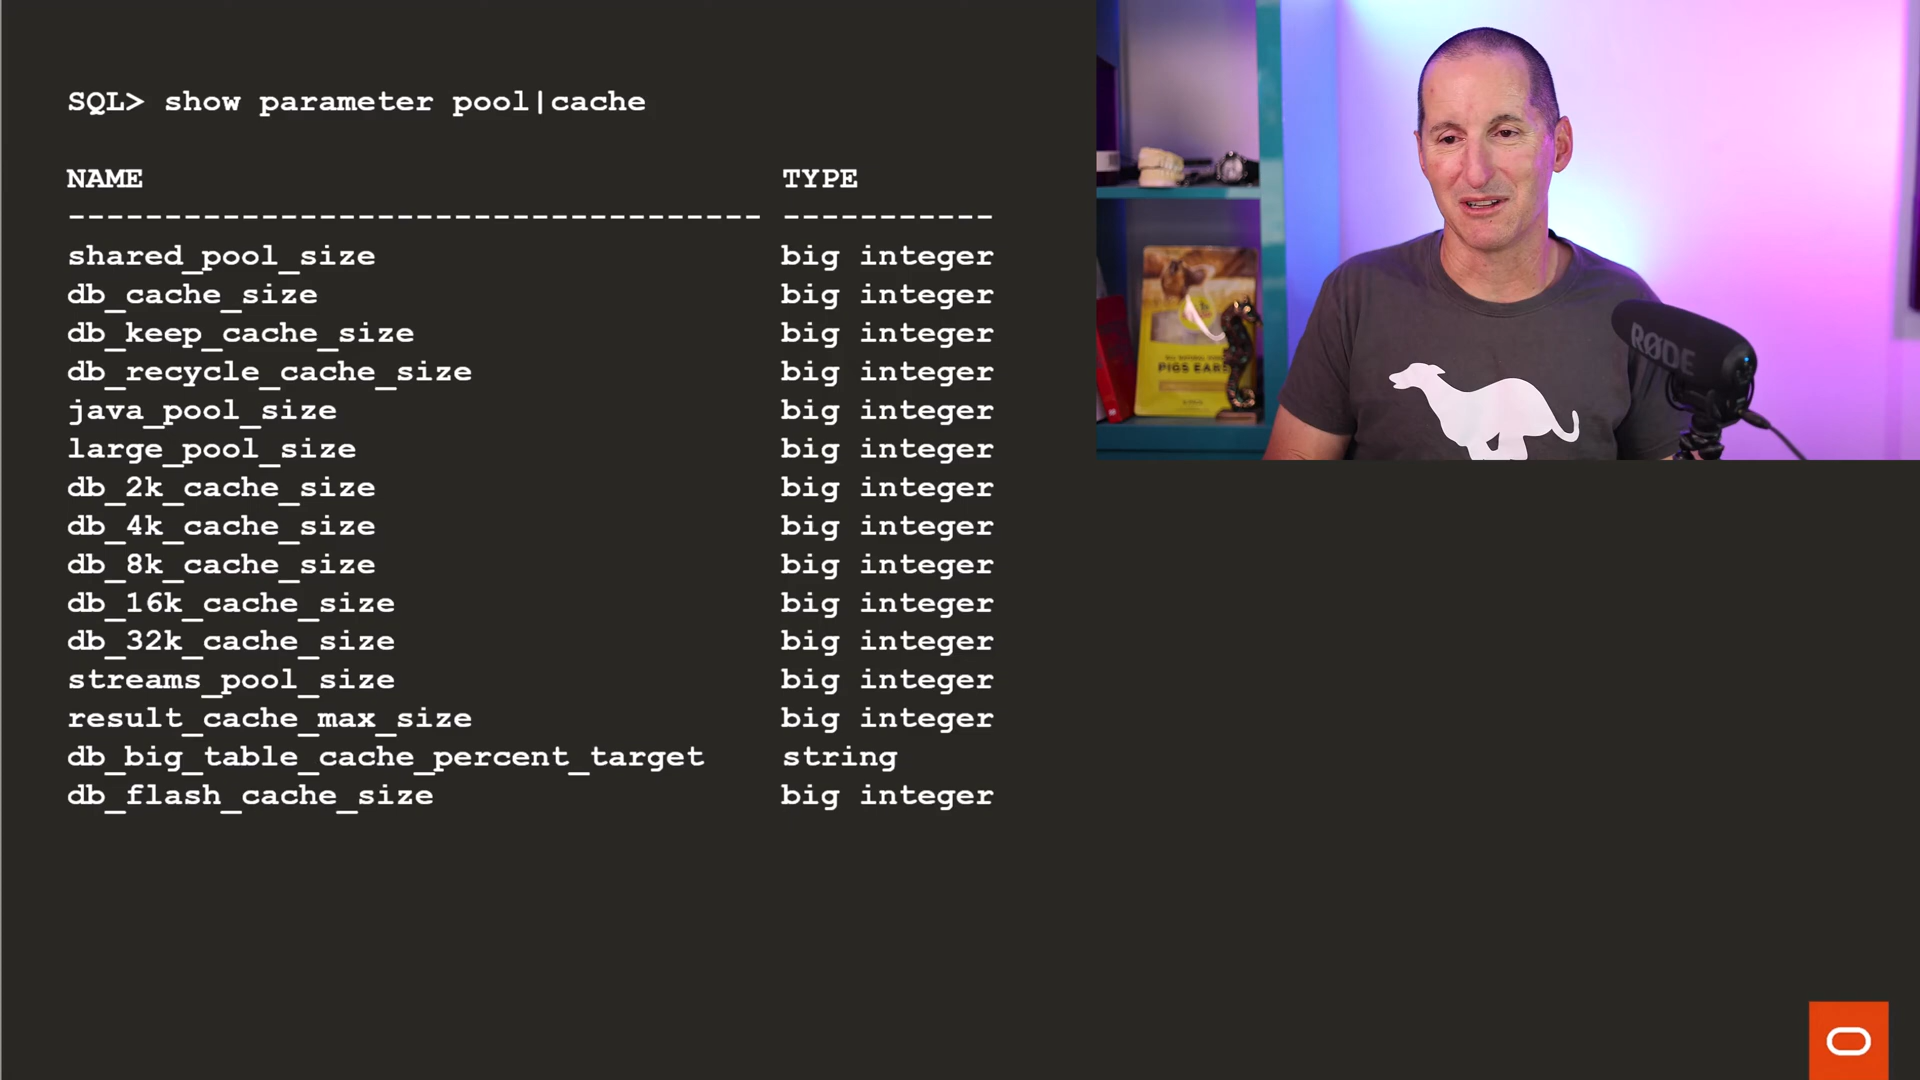 SQL> show parameter pool|cache
NAME TYPE
------------------------------------ -----------
shared_pool_size big integer
db_cache_size big integer
db_keep_cache_size big integer
db_recycle_cache_size big integer
java_pool_size big integer
large_pool_size big integer
db_2k_cache_size big integer
db_4k_cache_size big integer
db_8k_cache_size big integer
db_16k_cache_size big integer
db_32k_cache_size big integer
streams_pool_size big integer
result_cache_max_size big integer
db_big_table_cache_percent_target string
db_flash_cache_size big integer
RØDE
PIGS EARS